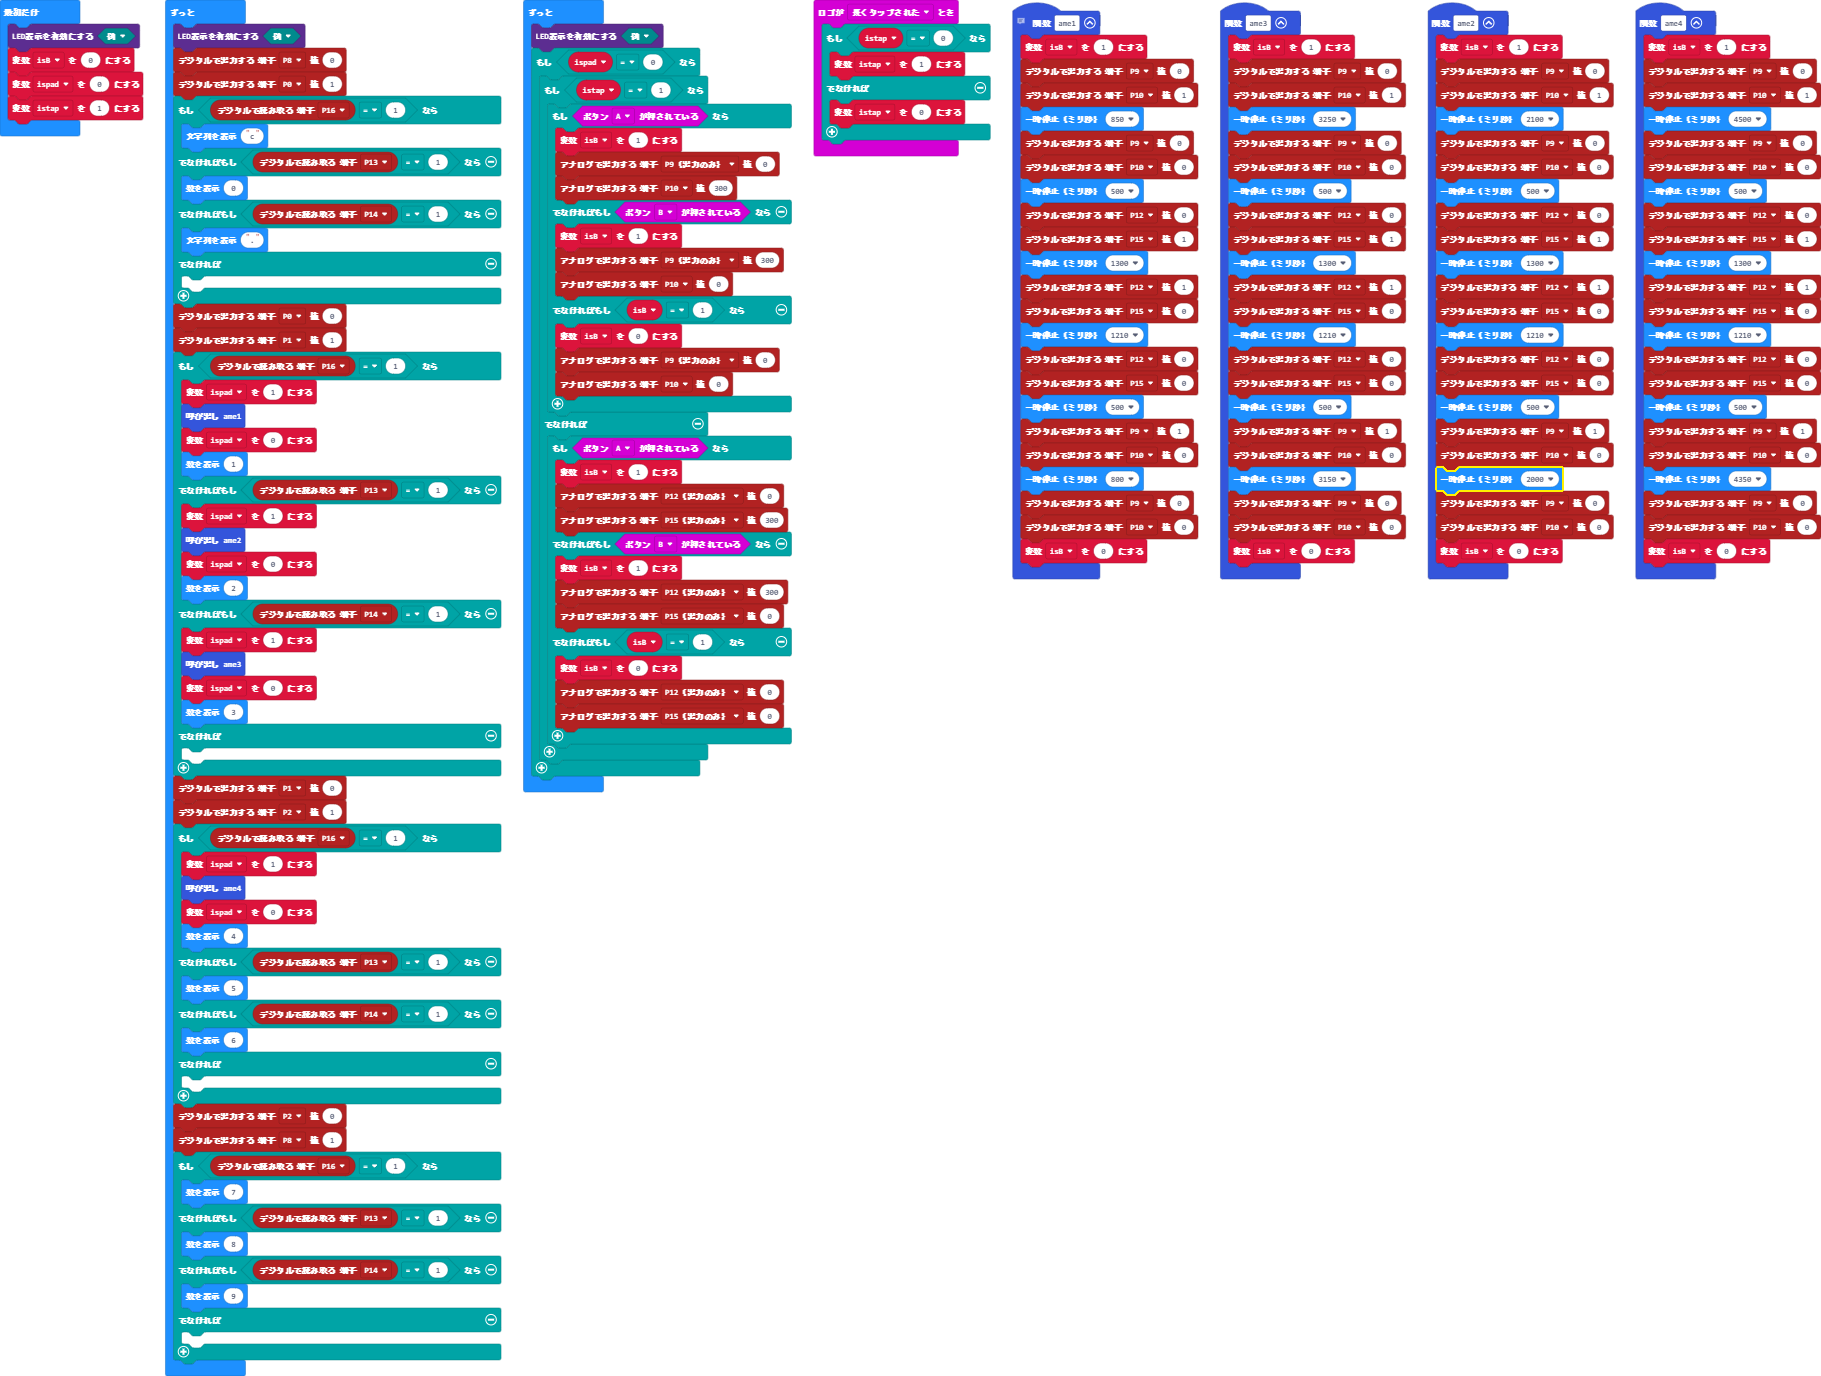 最初だけ
LED表示を有効にする 偽
変数 isB を 0 にする
変数 ispad を 0 にする
変数 istap を 1 にする
ずっと
LED表示を有効にする 偽
デジタルで出力する 端子 P8 値 0
デジタルで出力する 端子 P0 値 1
もし デジタルで読み取る 端子 P16 = 1 なら
文字列を表示 "c"
でなければもし デジタルで読み取る 端子 P13 = 1 なら
数を表示 0
でなければもし デジタルで読み取る 端子 P14 = 1 なら
文字列を表示 "."
でなければ
デジタルで出力する 端子 P0 値 0
デジタルで出力する 端子 P1 値 1
もし デジタルで読み取る 端子 P16 = 1 なら
変数 ispad を 1 にする
呼び出し ame1
変数 ispad を 0 にする
数を表示 1
でなければもし デジタルで読み取る 端子 P13 = 1 なら
変数 ispad を 1 にする
呼び出し ame2
変数 ispad を 0 にする
数を表示 2
でなければもし デジタルで読み取る 端子 P14 = 1 なら
変数 ispad を 1 にする
呼び出し ame3
変数 ispad を 0 にする
数を表示 3
でなければ
デジタルで出力する 端子 P1 値 0
デジタルで出力する 端子 P2 値 1
もし デジタルで読み取る 端子 P16 = 1 なら
変数 ispad を 1 にする
呼び出し ame4
変数 ispad を 0 にする
数を表示 4
でなければもし デジタルで読み取る 端子 P13 = 1 なら
数を表示 5
でなければもし デジタルで読み取る 端子 P14 = 1 なら
数を表示 6
でなければ
デジタルで出力する 端子 P2 値 0
デジタルで出力する 端子 P8 値 1
もし デジタルで読み取る 端子 P16 = 1 なら
数を表示 7
でなければもし デジタルで読み取る 端子 P13 = 1 なら
数を表示 8
でなければもし デジタルで読み取る 端子 P14 = 1 なら
数を表示 9
でなければ
ずっと
LED表示を有効にする 偽
もし ispad = 0 なら
もし istap = 1 なら
もし ボタン A が押されている なら
変数 isB を 1 にする
アナログで出力する 端子 P9 (出力のみ) 値 0
アナログで出力する 端子 P10 値 300
でなければもし ボタン B が押されている なら
変数 isB を 1 にする
アナログで出力する 端子 P9 (出力のみ) 値 300
アナログで出力する 端子 P10 値 0
でなければもし isB = 1 なら
変数 isB を 0 にする
アナログで出力する 端子 P9 (出力のみ) 値 0
アナログで出力する 端子 P10 値 0
でなければ
もし ボタン A が押されている なら
変数 isB を 1 にする
アナログで出力する 端子 P12 (出力のみ) 値 0
アナログで出力する 端子 P15 (出力のみ) 値 300
でなければもし ボタン B が押されている なら
変数 isB を 1 にする
アナログで出力する 端子 P12 (出力のみ) 値 300
アナログで出力する 端子 P15 (出力のみ) 値 0
でなければもし isB = 1 なら
変数 isB を 0 にする
アナログで出力する 端子 P12 (出力のみ) 値 0
アナログで出力する 端子 P15 (出力のみ) 値 0
ロゴが 長くタップされた とき
もし istap = 0 なら
変数 istap を 1 にする
でなければ
変数 istap を 0 にする
関数 ame1
変数 isB を 1 にする
デジタルで出力する 端子 P9 値 0
デジタルで出力する 端子 P10 値 1
一時停止 (ミリ秒) 850
デジタルで出力する 端子 P9 値 0
デジタルで出力する 端子 P10 値 0
一時停止 (ミリ秒) 500
デジタルで出力する 端子 P12 値 0
デジタルで出力する 端子 P15 値 1
一時停止 (ミリ秒) 1300
デジタルで出力する 端子 P12 値 1
デジタルで出力する 端子 P15 値 0
一時停止 (ミリ秒) 1210
デジタルで出力する 端子 P12 値 0
デジタルで出力する 端子 P15 値 0
一時停止 (ミリ秒) 500
デジタルで出力する 端子 P9 値 1
デジタルで出力する 端子 P10 値 0
一時停止 (ミリ秒) 800
デジタルで出力する 端子 P9 値 0
デジタルで出力する 端子 P10 値 0
変数 isB を 0 にする
関数 ame3
変数 isB を 1 にする
デジタルで出力する 端子 P9 値 0
デジタルで出力する 端子 P10 値 1
一時停止 (ミリ秒) 3250
デジタルで出力する 端子 P9 値 0
デジタルで出力する 端子 P10 値 0
一時停止 (ミリ秒) 500
デジタルで出力する 端子 P12 値 0
デジタルで出力する 端子 P15 値 1
一時停止 (ミリ秒) 1300
デジタルで出力する 端子 P12 値 1
デジタルで出力する 端子 P15 値 0
一時停止 (ミリ秒) 1210
デジタルで出力する 端子 P12 値 0
デジタルで出力する 端子 P15 値 0
一時停止 (ミリ秒) 500
デジタルで出力する 端子 P9 値 1
デジタルで出力する 端子 P10 値 0
一時停止 (ミリ秒) 3150
デジタルで出力する 端子 P9 値 0
デジタルで出力する 端子 P10 値 0
変数 isB を 0 にする
関数 ame2
変数 isB を 1 にする
デジタルで出力する 端子 P9 値 0
デジタルで出力する 端子 P10 値 1
一時停止 (ミリ秒) 2100
デジタルで出力する 端子 P9 値 0
デジタルで出力する 端子 P10 値 0
一時停止 (ミリ秒) 500
デジタルで出力する 端子 P12 値 0
デジタルで出力する 端子 P15 値 1
一時停止 (ミリ秒) 1300
デジタルで出力する 端子 P12 値 1
デジタルで出力する 端子 P15 値 0
一時停止 (ミリ秒) 1210
デジタルで出力する 端子 P12 値 0
デジタルで出力する 端子 P15 値 0
一時停止 (ミリ秒) 500
デジタルで出力する 端子 P9 値 1
デジタルで出力する 端子 P10 値 0
一時停止 (ミリ秒) 2000
デジタルで出力する 端子 P9 値 0
デジタルで出力する 端子 P10 値 0
変数 isB を 0 にする
関数 ame4
変数 isB を 1 にする
デジタルで出力する 端子 P9 値 0
デジタルで出力する 端子 P10 値 1
一時停止 (ミリ秒) 4500
デジタルで出力する 端子 P9 値 0
デジタルで出力する 端子 P10 値 0
一時停止 (ミリ秒) 500
デジタルで出力する 端子 P12 値 0
デジタルで出力する 端子 P15 値 1
一時停止 (ミリ秒) 1300
デジタルで出力する 端子 P12 値 1
デジタルで出力する 端子 P15 値 0
一時停止 (ミリ秒) 1210
デジタルで出力する 端子 P12 値 0
デジタルで出力する 端子 P15 値 0
一時停止 (ミリ秒) 500
デジタルで出力する 端子 P9 値 1
デジタルで出力する 端子 P10 値 0
一時停止 (ミリ秒) 4350
デジタルで出力する 端子 P9 値 0
デジタルで出力する 端子 P10 値 0
変数 isB を 0 にする